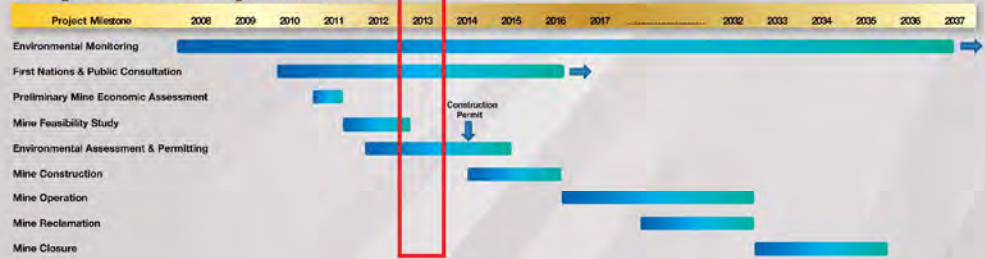 Project Milestone 2008 2009 2010 2011 2012 2013 2014 2015 2016 2017 ........................ 2032 2033 2034 2035 2036 2037
Environmental Monitoring
First Nations & Public Consultation
Preliminary Mine Economic Assessment
Construction
Permit
Mine Feasibility Study
Environmental Assessment & Permitting
Mine Construction
Mine Operation
Mine Reclamation
Mine Closure